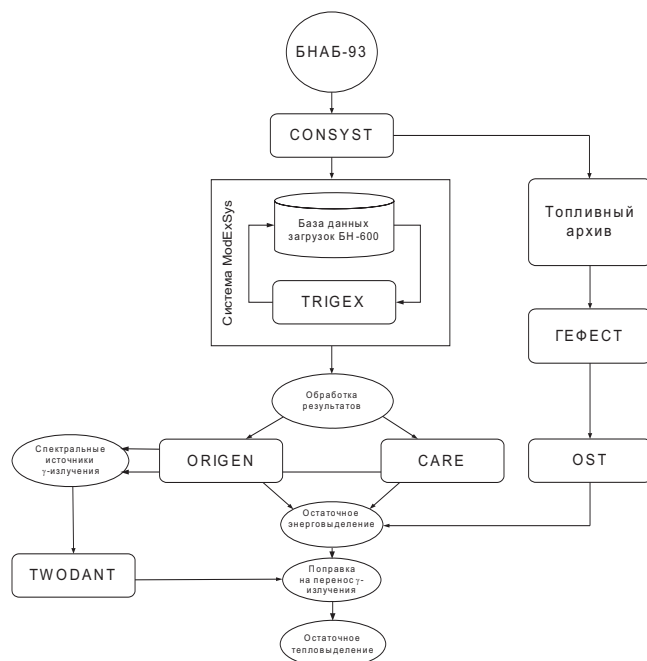 БНАБ-93
CONSYST
Система ModExSys
База данных
загрузок БН-600
TRIGEX
Топливный
архив
ГЕФЕСТ
Обработка
результатов
Спектральные
источники
γ-излучения
ORIGEN
CARE
OST
Остаточное
энерговыделение
TWODANT
Поправка
на перенос γ-
излучения
Остаточное
тепловыделение